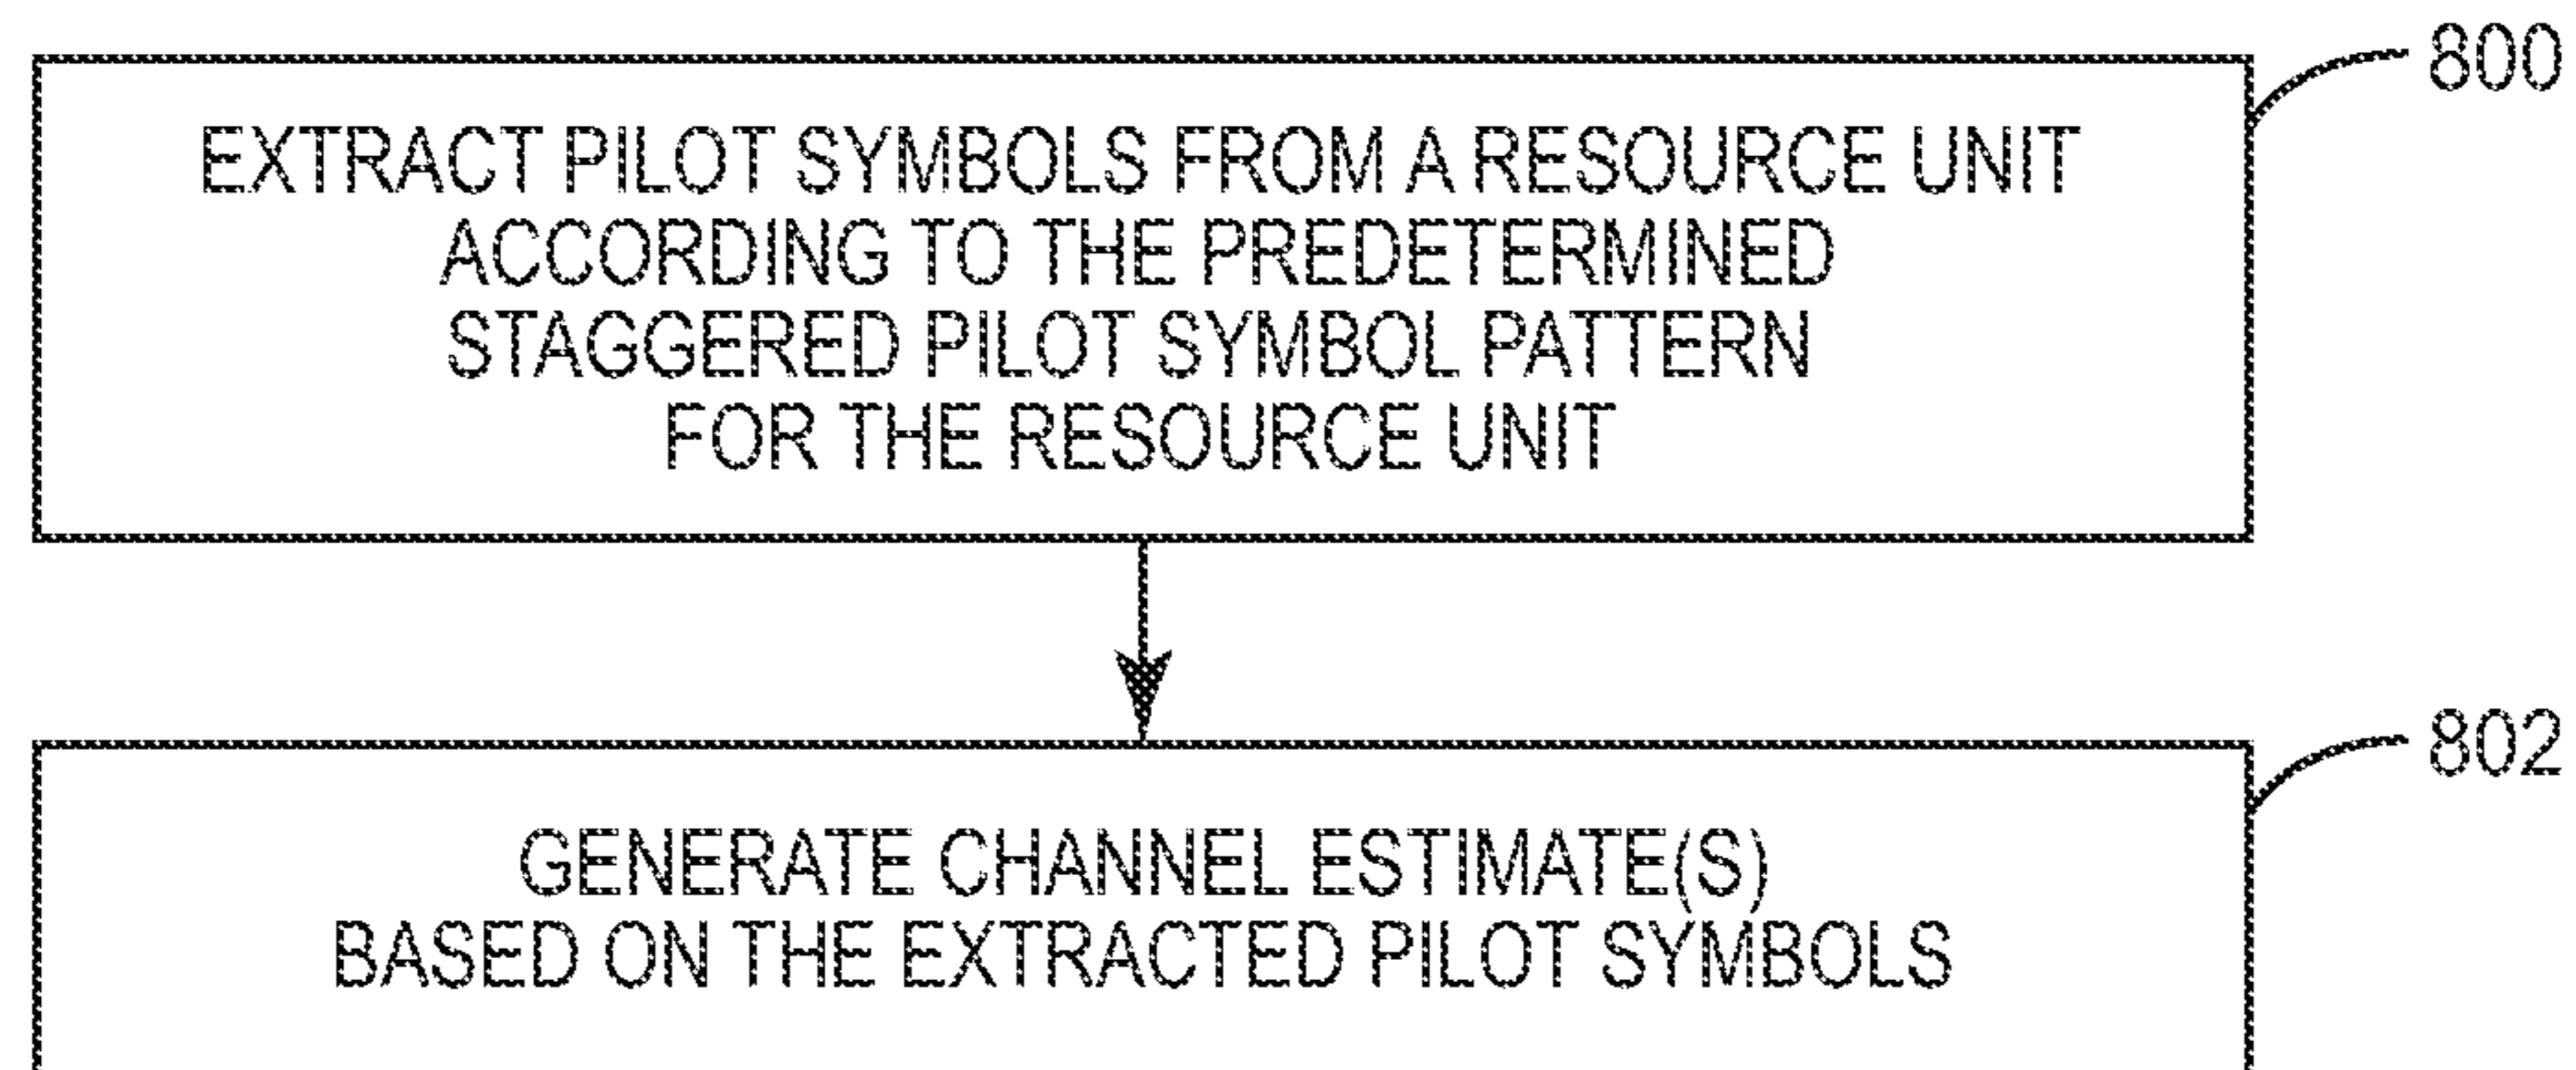 800
EXTRACT PILOT SYMBOLS FROM A RESOURCE UNIT
ACCORDING TO THE PREDETERMINED
STAGGERED PILOT SYMBOL PATTERN
FOR THE RESOURCE UNIT
802
GENERATE CHANNEL ESTIMATE(S)
BASED ON THE EXTRACTED PILOT SYMBOLS